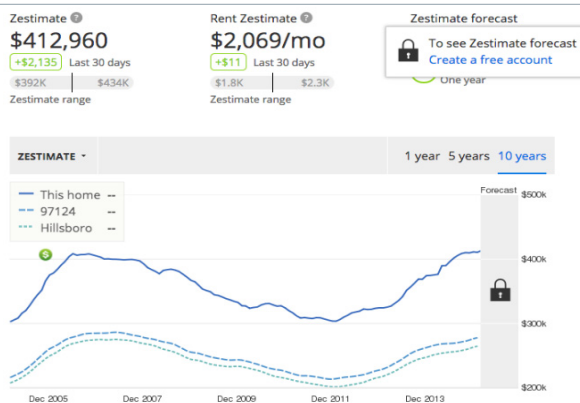 Zestimate ?
$412,960
+$2,135 Last 30 days
$392K $434K
Zestimate range
Rent Zestimate ?
$2,069/mo
+$11 Last 30 days
$1.8K $2.3K
Zestimate range
Zestimate forecast
To see Zestimate forecast
Create a free account
One year
ZESTIMATE
1 year 5 years 10 years
This home --
97124 --
Hillsboro --
$
Forecast
$500k
$400k
$300k
$200k
Dec 2005 Dec 2007 Dec 2009 Dec 2011 Dec 2013